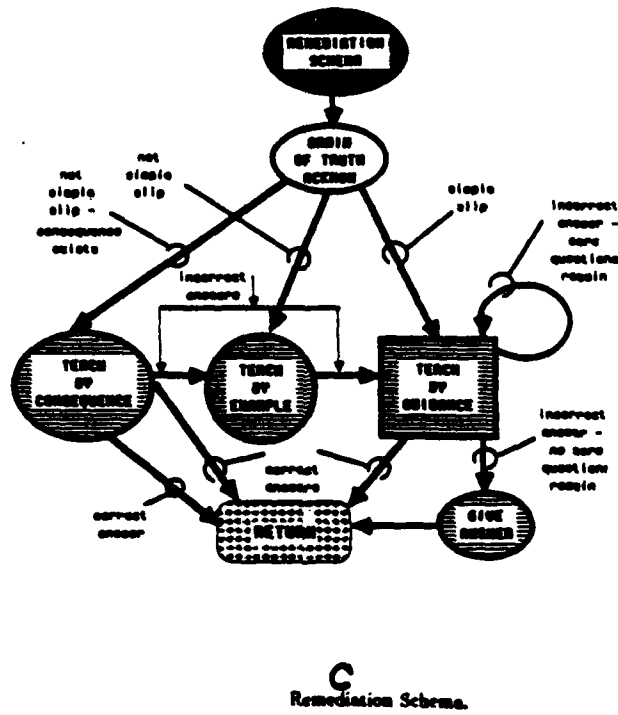 REMEDIATION
SCHEMA
GRAIN
OF TRUTH
ACKNOW
not
simple
slip -
consequence
exists
not
simple
slip
simple
slip
incorrect
answer -
more
questions
remain
incorrect
answers
TEACH
BY
CONSEQUENCE
TEACH
BY
EXAMPLE
TEACH
BY
GUIDANCE
incorrect
answer -
no more
questions
remain
correct
answers
correct
answer
RETURN
GIVE
ANSWER
C
Remediation Schema.